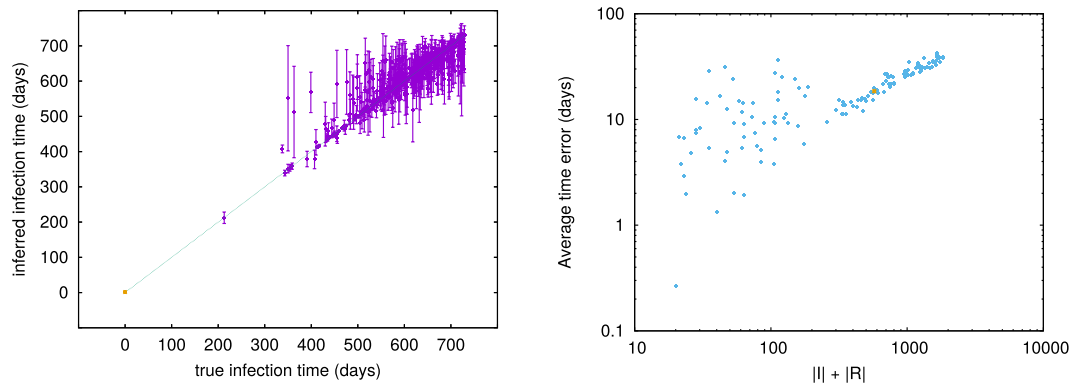 700
600
500
400
300
200
100
0
inferred infection time (days)
0 100 200 300 400 500 600 700
true infection time (days)
100
10
1
0.1
Average time error (days)
10 100 1000 10000
|I| + |R|